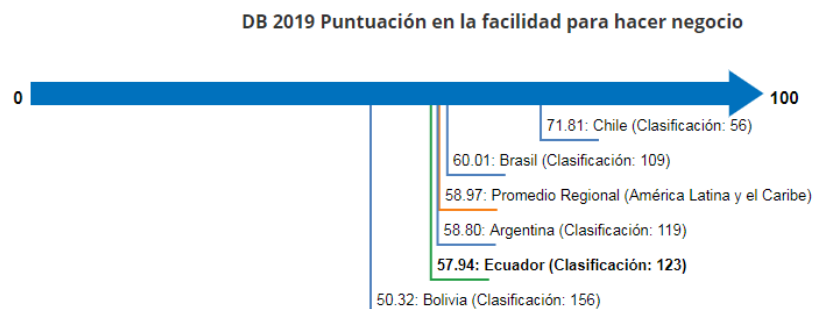 DB 2019 Puntuación en la facilidad para hacer negocio
0
100
71.81: Chile (Clasificación: 56)
60.01: Brasil (Clasificación: 109)
58.97: Promedio Regional (América Latina y el Caribe)
58.80: Argentina (Clasificación: 119)
57.94: Ecuador (Clasificación: 123)
50.32: Bolivia (Clasificación: 156)